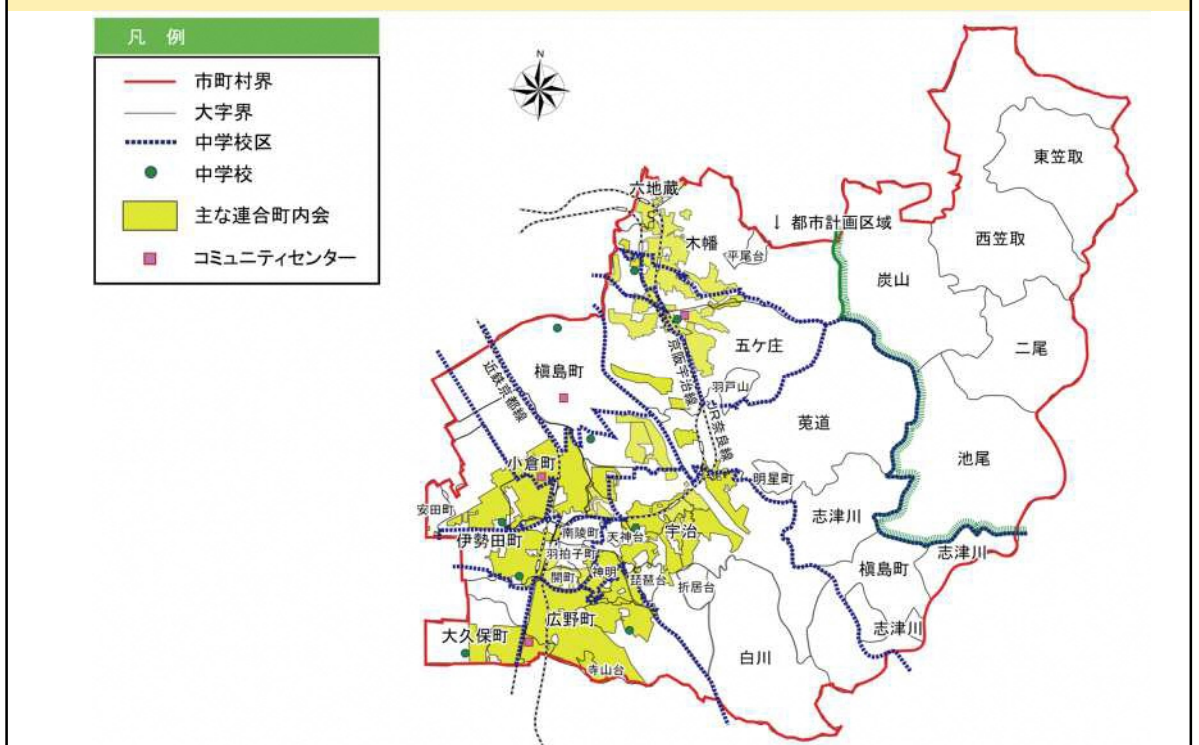 凡 例
市町村界
大字界
中学校区
中学校
主な連合町内会
コミュニティセンター
N
東笠取
六地蔵
↓ 都市計画区域
木幡
西笠取
平尾台
炭山
五ケ庄
二尾
京阪宇治線
槇島町
近鉄京都線
羽戸山
JR奈良線
莵道
池尾
小倉町
明星町
安田町
志津川
伊勢田町
南陵町
天神台
宇治
羽拍子町
志津川
開町
神明
琵琶台
折居台
槇島町
広野町
大久保町
志津川
白川
寺山台